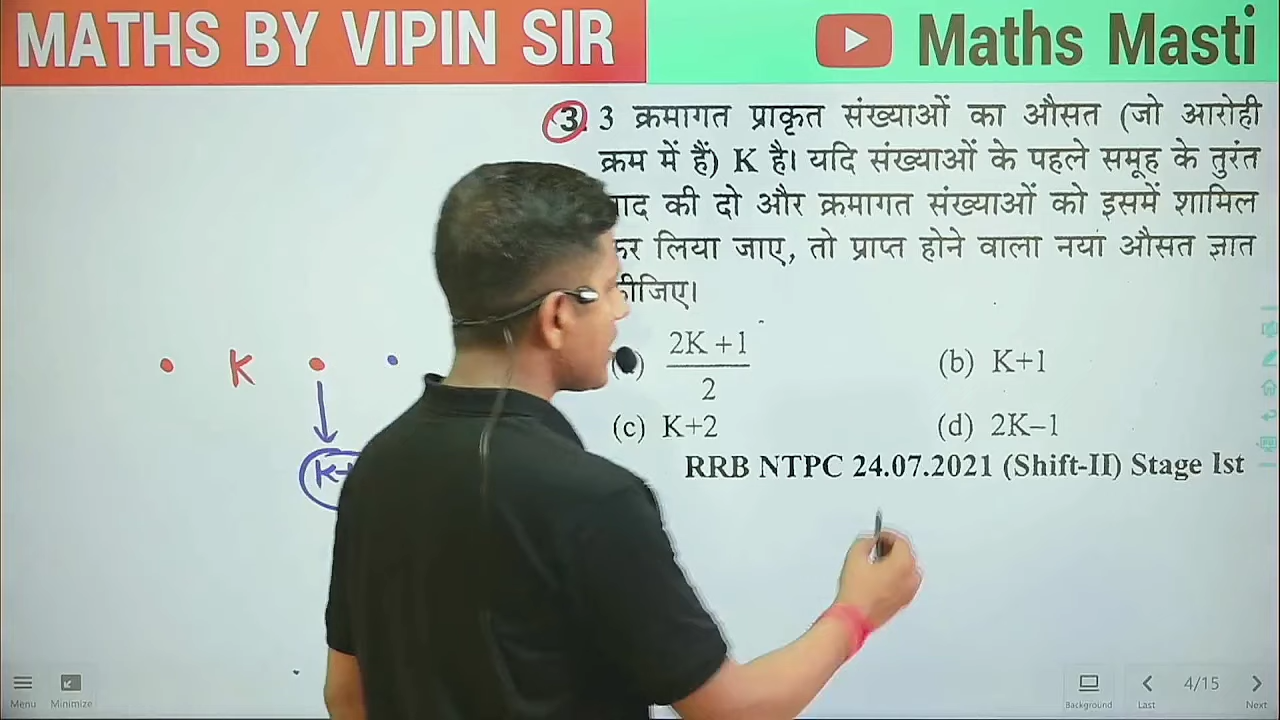 MATHS BY VIPIN SIR
Maths Masti
3. 3 क्रमागत प्राकृत संख्याओं का औसत (जो आरोही
क्रम में हैं) K है। यदि संख्याओं के पहले समूह के तुरंत
की दो और क्रमागत संख्याओं को इसमें शामिल
लिया जाए, तो प्राप्त होने वाला नया औसत ज्ञात
K
2K +1
2
(b) K+1
(c) K+2
(d) 2K–1
RRB NTPC 24.07.2021 (Shift-II) Stage Ist
Menu
Minimize
Background
Last
4/15
Next